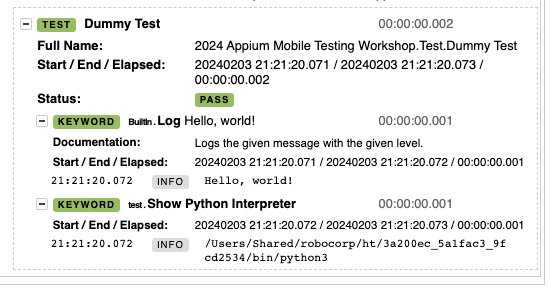 TEST Dummy Test 00:00:00.002
Full Name: 2024 Appium Mobile Testing Workshop.Test.Dummy Test
Start / End / Elapsed: 20240203 21:21:20.071 / 20240203 21:21:20.073 /
00:00:00.002
Status: PASS
KEYWORD BuiltIn.Log Hello, world! 00:00:00.001
Documentation: Logs the given message with the given level.
Start / End / Elapsed: 20240203 21:21:20.071 / 20240203 21:21:20.072 / 00:00:00.001
21:21:20.072 INFO Hello, world!
KEYWORD test.Show Python Interpreter 00:00:00.001
Start / End / Elapsed: 20240203 21:21:20.072 / 20240203 21:21:20.073 / 00:00:00.001
21:21:20.072 INFO /Users/Shared/robocorp/ht/3a200ec_5a1fac3_9f
cd2534/bin/python3